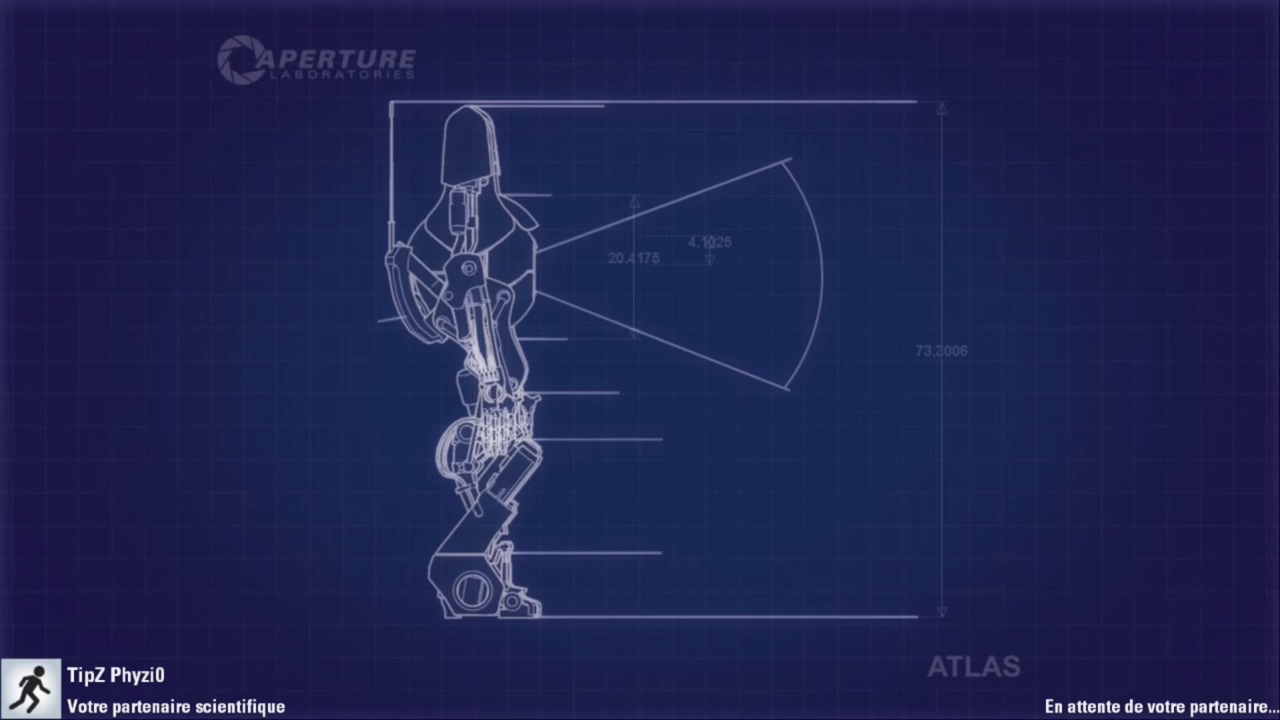 APERTURE
LABORATORIES
4.1025
20.4175
73.3006
ATLAS
TipZ Phyzi0
Votre partenaire scientifique
En attente de votre partenaire...